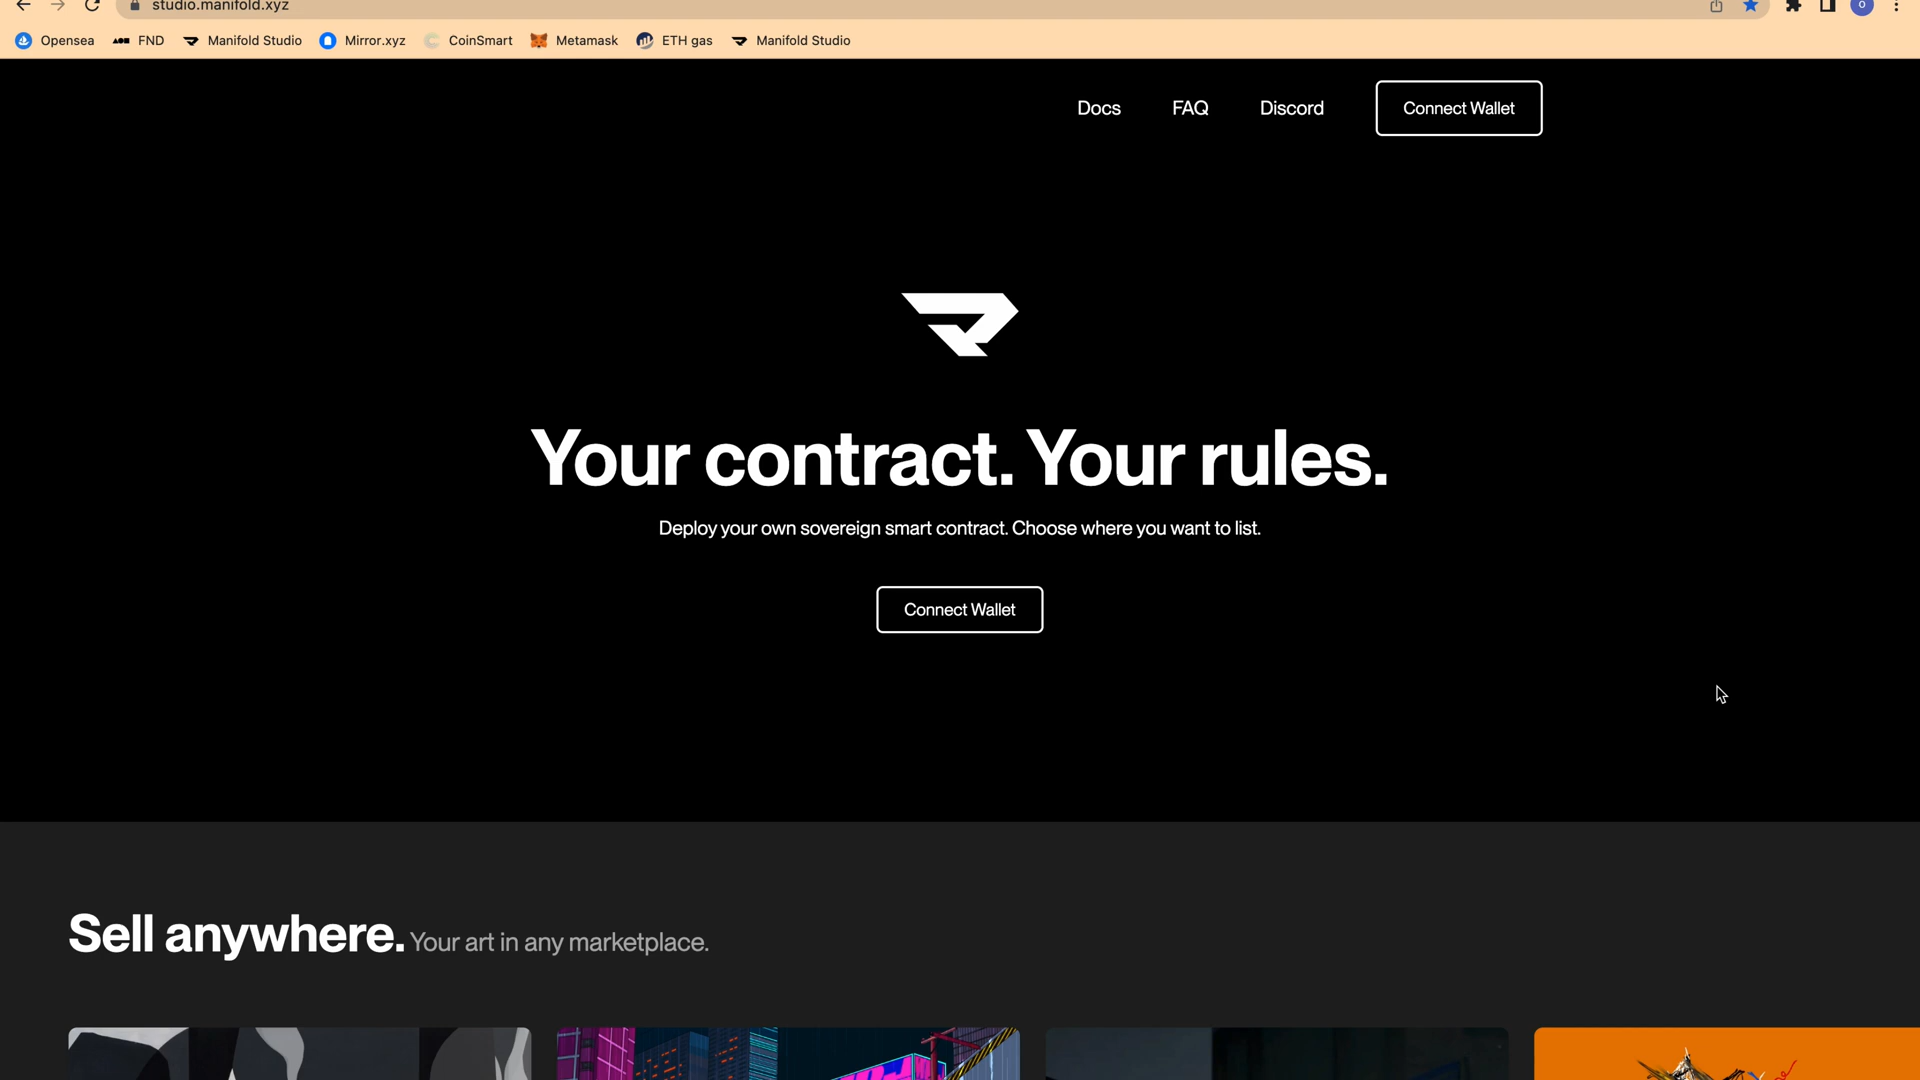 studio.manifold.xyz
Opensea FND Manifold Studio Mirror.xyz CoinSmart Metamask ETH gas Manifold Studio
Docs FAQ Discord Connect Wallet
Your contract. Your rules.
Deploy your own sovereign smart contract. Choose where you want to list.
Connect Wallet
Sell anywhere. Your art in any marketplace.